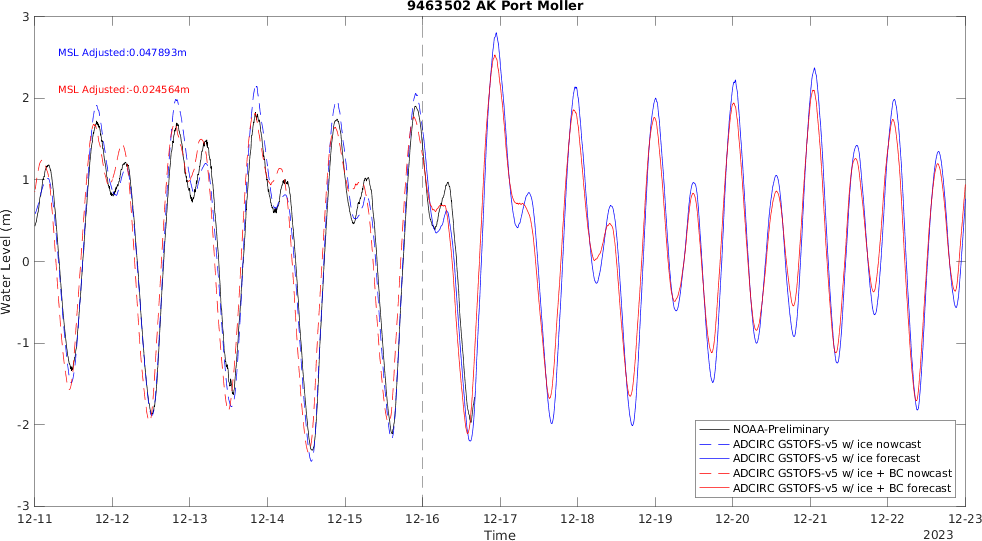 9463502 AK Port Moller
3
2
1
0
-1
-2
-3
Water Level (m)
MSL Adjusted:0.047893m
MSL Adjusted:-0.024564m
NOAA-Preliminary
ADCIRC GSTOFS-v5 w/ ice nowcast
ADCIRC GSTOFS-v5 w/ ice forecast
ADCIRC GSTOFS-v5 w/ ice + BC nowcast
ADCIRC GSTOFS-v5 w/ ice + BC forecast
12-11 12-12 12-13 12-14 12-15 12-16 12-17 12-18 12-19 12-20 12-21 12-22 12-23
Time
2023